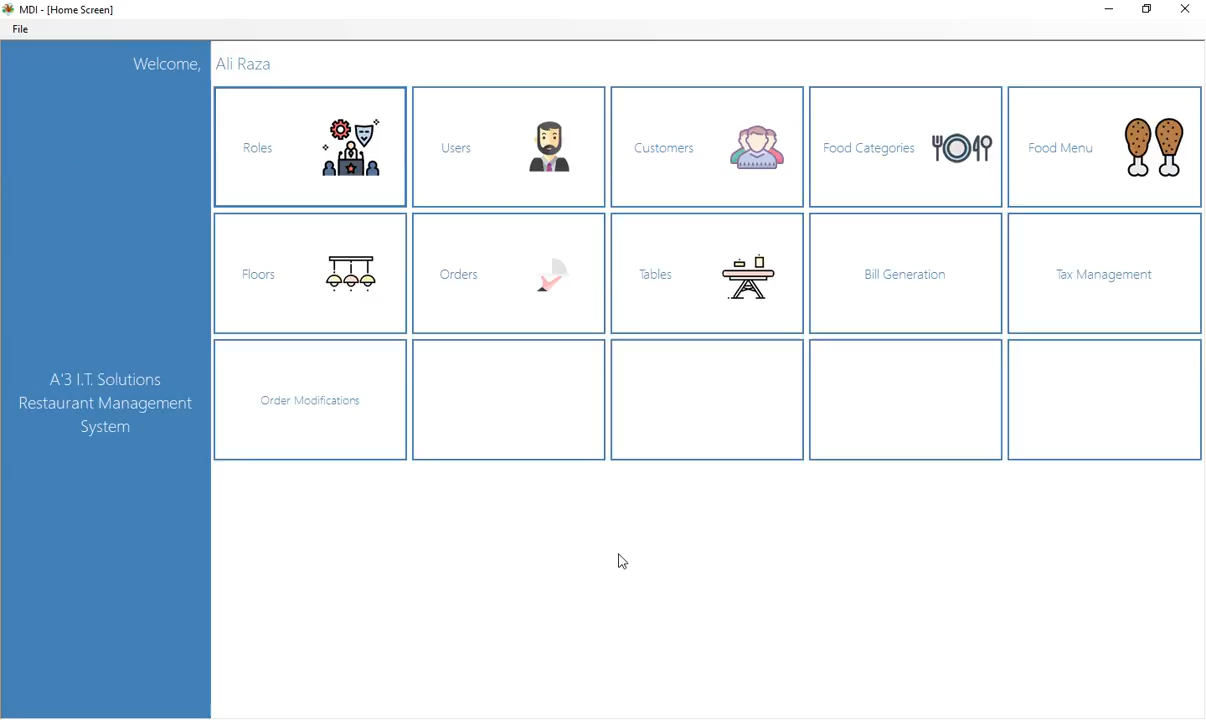 MDI - [Home Screen]
File
Welcome, Ali Raza
Roles
Users
Customers
Food Categories
Food Menu
Floors
Orders
Tables
Bill Generation
Tax Management
A'3 I.T. Solutions
Restaurant Management
System
Order Modifications